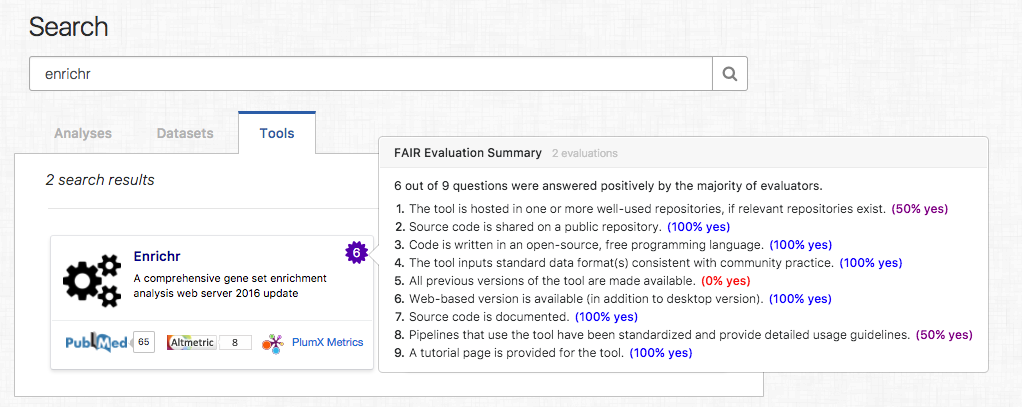 Search
enrichr
Analyses Datasets Tools
2 search results
Enrichr
6
A comprehensive gene set enrichment
analysis web server 2016 update
PubMed 65 Altmetric 8 PlumX Metrics
FAIR Evaluation Summary 2 evaluations
6 out of 9 questions were answered positively by the majority of evaluators.
1. The tool is hosted in one or more well-used repositories, if relevant repositories exist. (50% yes)
2. Source code is shared on a public repository. (100% yes)
3. Code is written in an open-source, free programming language. (100% yes)
4. The tool inputs standard data format(s) consistent with community practice. (100% yes)
5. All previous versions of the tool are made available. (0% yes)
6. Web-based version is available (in addition to desktop version). (100% yes)
7. Source code is documented. (100% yes)
8. Pipelines that use the tool have been standardized and provide detailed usage guidelines. (50% yes)
9. A tutorial page is provided for the tool. (100% yes)